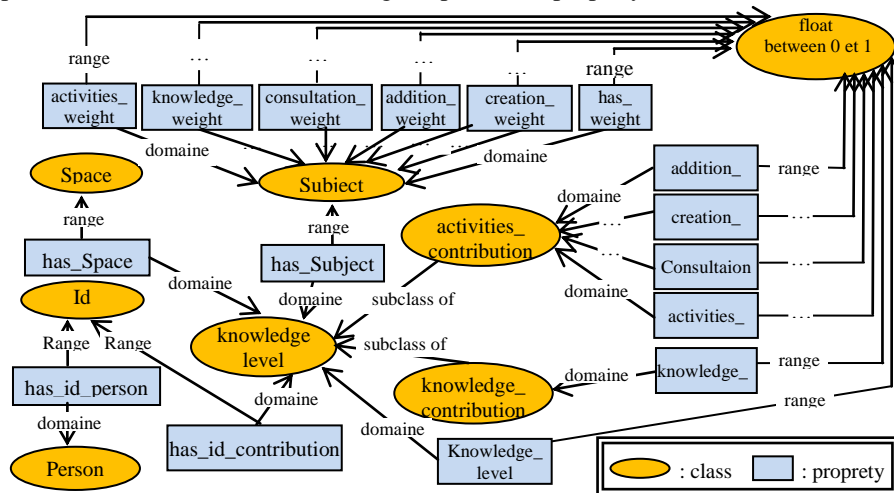 float
between 0 et 1
range
…
…
…
…
range
activities_
weight
knowledge_
weight
consultation_
weight
addition_
weight
creation_
weight
has_
weight
domaine
…
…
…
…
domaine
Space
Subject
addition_
range
domaine
range
range
activities_
contribution
creation_
…
…
has_Space
has_Subject
…
Consultaion
…
domaine
domaine
domaine
Id
subclass of
activities_
…
knowledge
level
Range
Range
subclass of
knowledge_
range
domaine
has_id_person
domaine
knowledge_
contribution
range
domaine
has_id_contribution
domaine
Knowledge_
level
Person
: class
: proprety